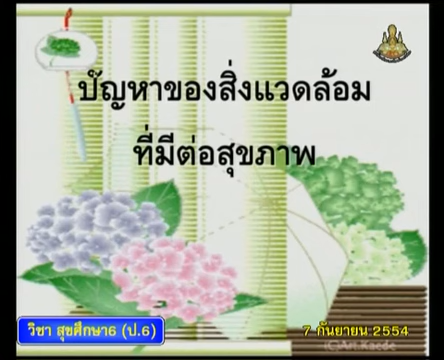 ปัญหาของสิ่งแวดล้อม
ที่มีต่อสุขภาพ
วิชา สุขศึกษา6 (ป.6)
7 กันยายน 2554
(C)Art.Kaede